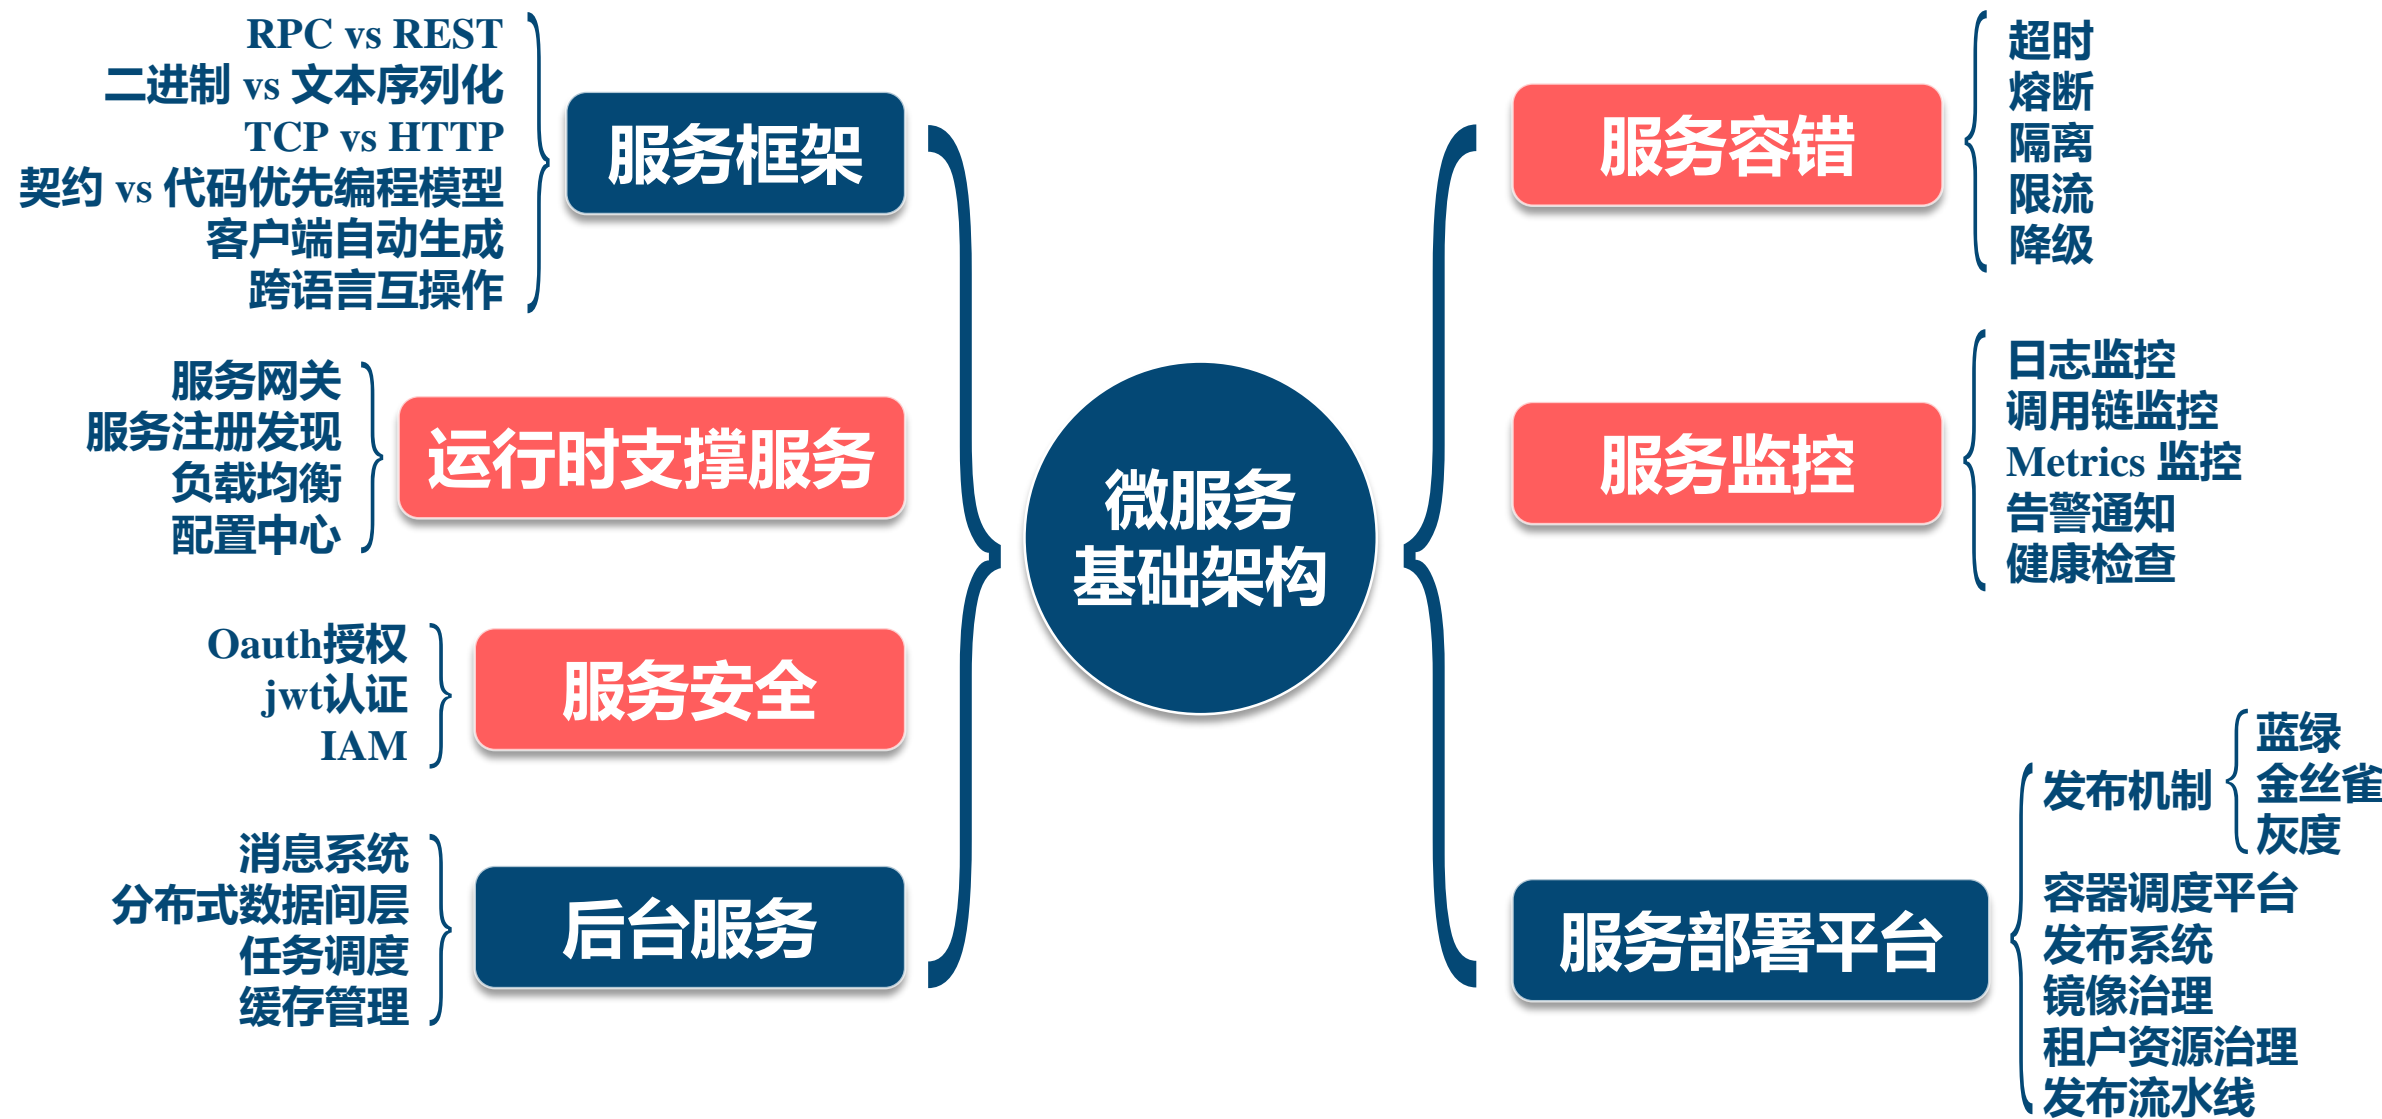 RPC vs REST
二进制 vs 文本序列化
TCP vs HTTP
契约 vs 代码优先编程模型
客户端自动生成
跨语言互操作
服务框架
服务网关
服务注册发现
负载均衡
配置中心
运行时支撑服务
Oauth授权
jwt认证
IAM
服务安全
消息系统
分布式数据间层
任务调度
缓存管理
后台服务
微服务
基础架构
服务容错
超时
熔断
隔离
限流
降级
服务监控
日志监控
调用链监控
Metrics 监控
告警通知
健康检查
服务部署平台
发布机制
蓝绿
金丝雀
灰度
容器调度平台
发布系统
镜像治理
租户资源治理
发布流水线